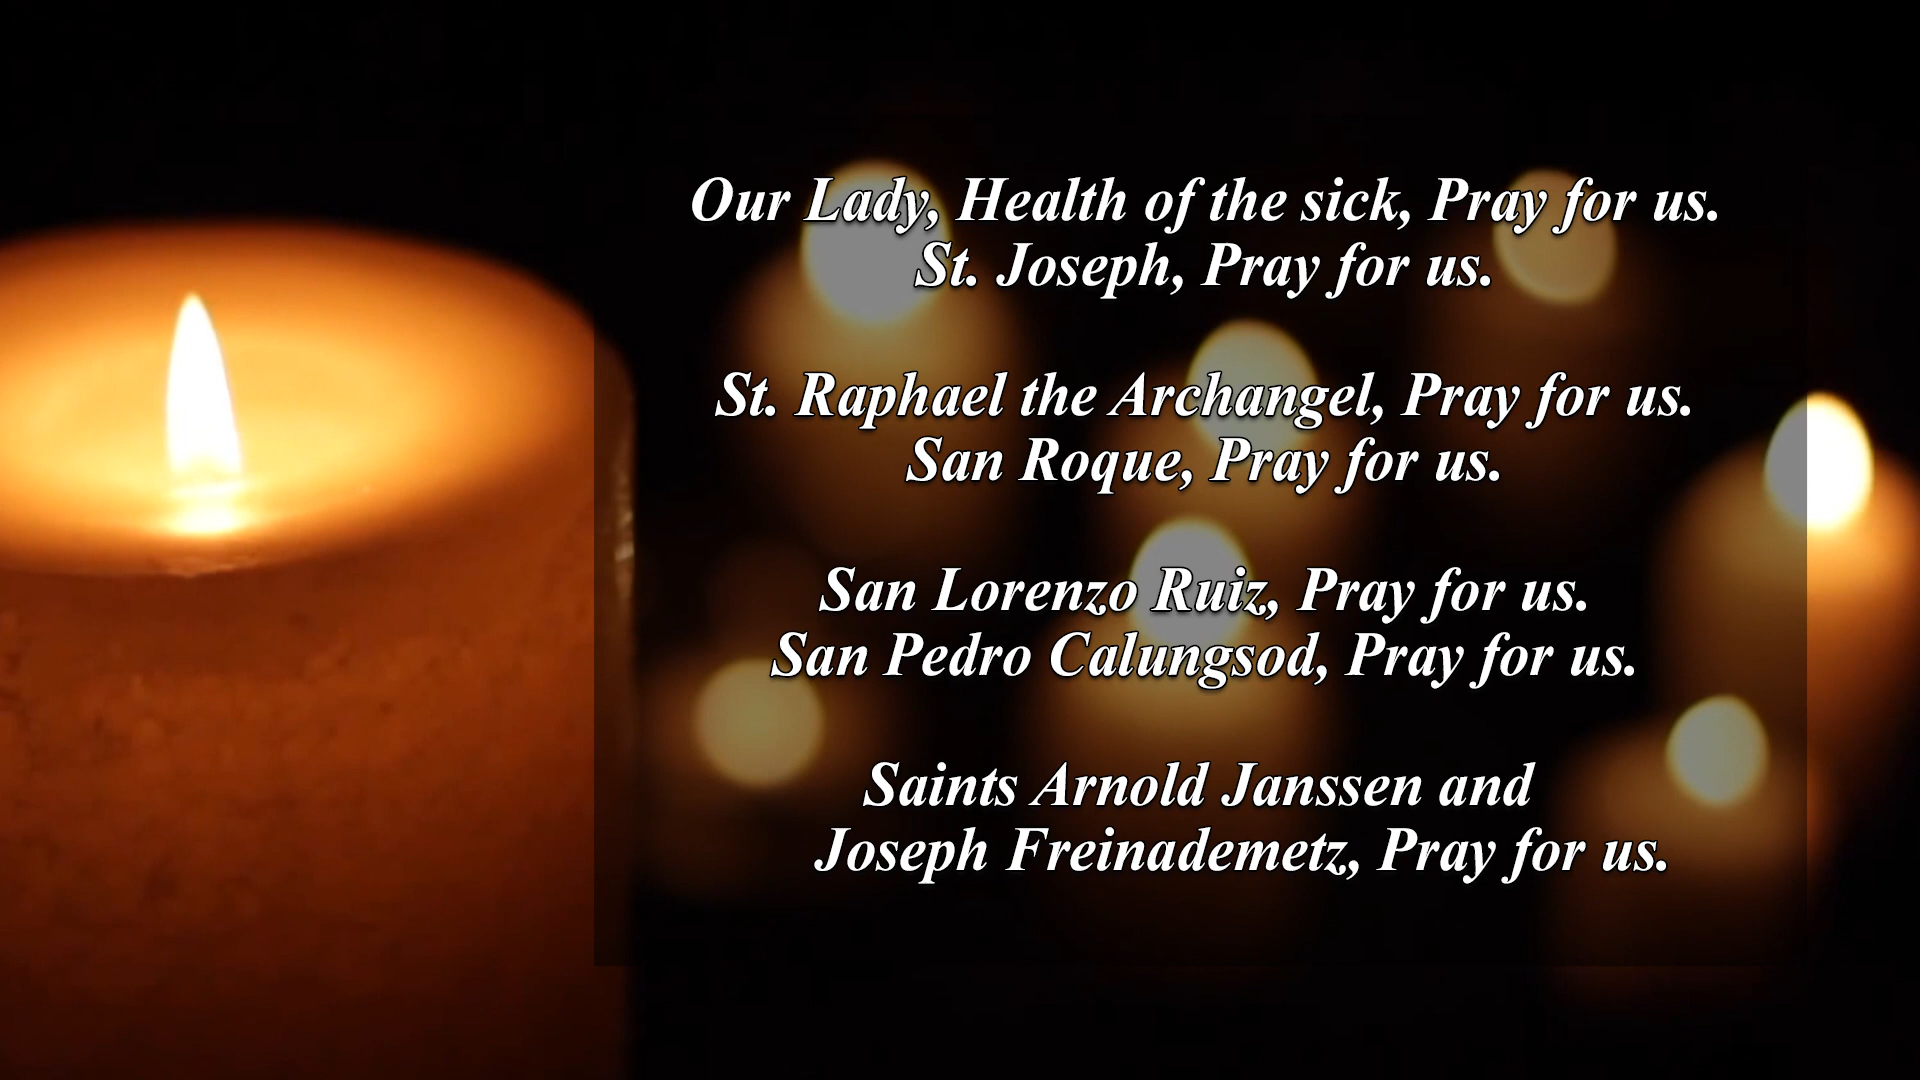 Our Lady, Health of the sick, Pray for us.
St. Joseph, Pray for us.
St. Raphael the Archangel, Pray for us.
San Roque, Pray for us.
San Lorenzo Ruiz, Pray for us.
San Pedro Calungsod, Pray for us.
Saints Arnold Janssen and
Joseph Freinademetz, Pray for us.